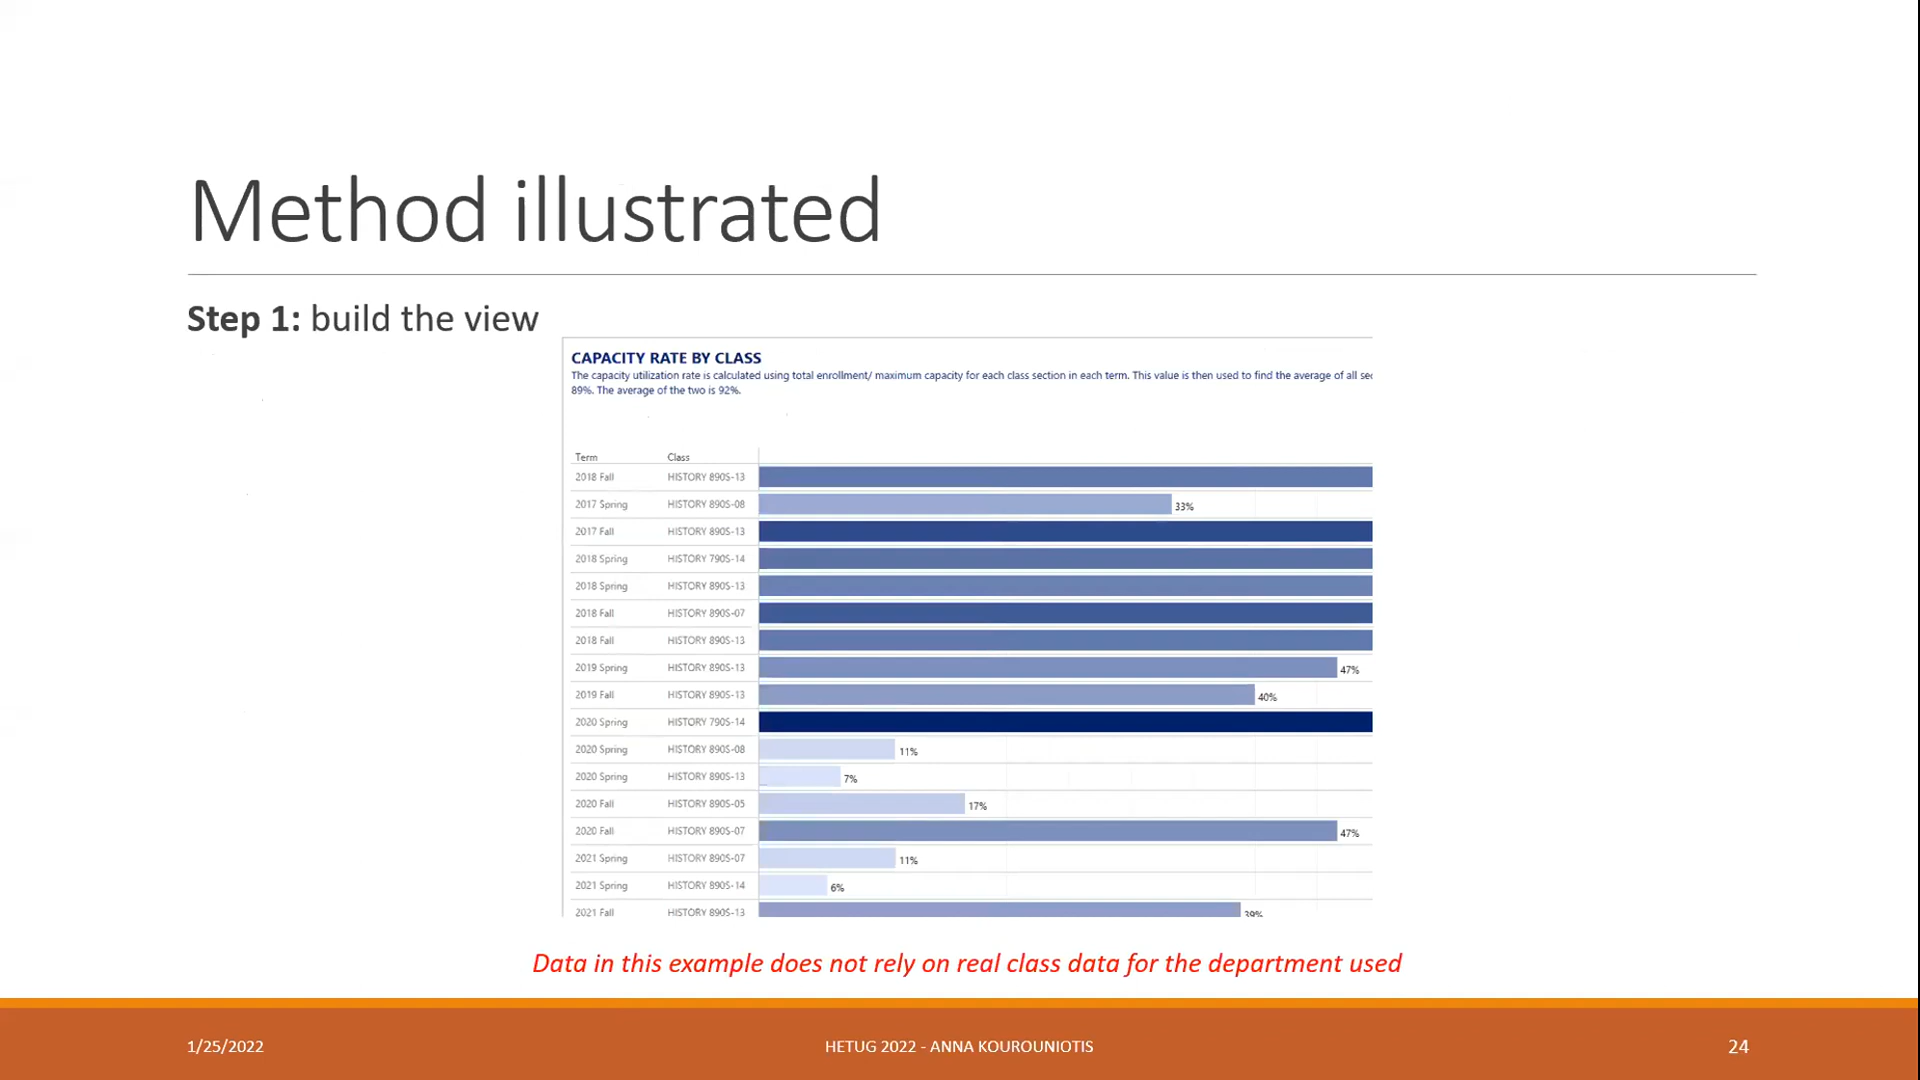 Method illustrated
Step 1: build the view
CAPACITY RATE BY CLASS
The capacity utilization rate is calculated using total enrollment/ maximum capacity for each class section in each term. This value is then used to find the average of all sec
89%. The average of the two is 92%.
Term Class
2018 Fall HISTORY 890S-13
2017 Spring HISTORY 890S-08 33%
2017 Fall HISTORY 890S-13
2018 Spring HISTORY 790S-14
2018 Spring HISTORY 890S-13
2018 Fall HISTORY 890S-07
2018 Fall HISTORY 890S-13
2019 Spring HISTORY 890S-13 47%
2019 Fall HISTORY 890S-13 40%
2020 Spring HISTORY 790S-14
2020 Spring HISTORY 890S-08 11%
2020 Spring HISTORY 890S-13 7%
2020 Fall HISTORY 890S-05 17%
2020 Fall HISTORY 890S-07 47%
2021 Spring HISTORY 890S-07 11%
2021 Spring HISTORY 890S-14 6%
2021 Fall HISTORY 890S-13 39%
Data in this example does not rely on real class data for the department used
1/25/2022 HETUG 2022 - ANNA KOUROUNIOTIS 24